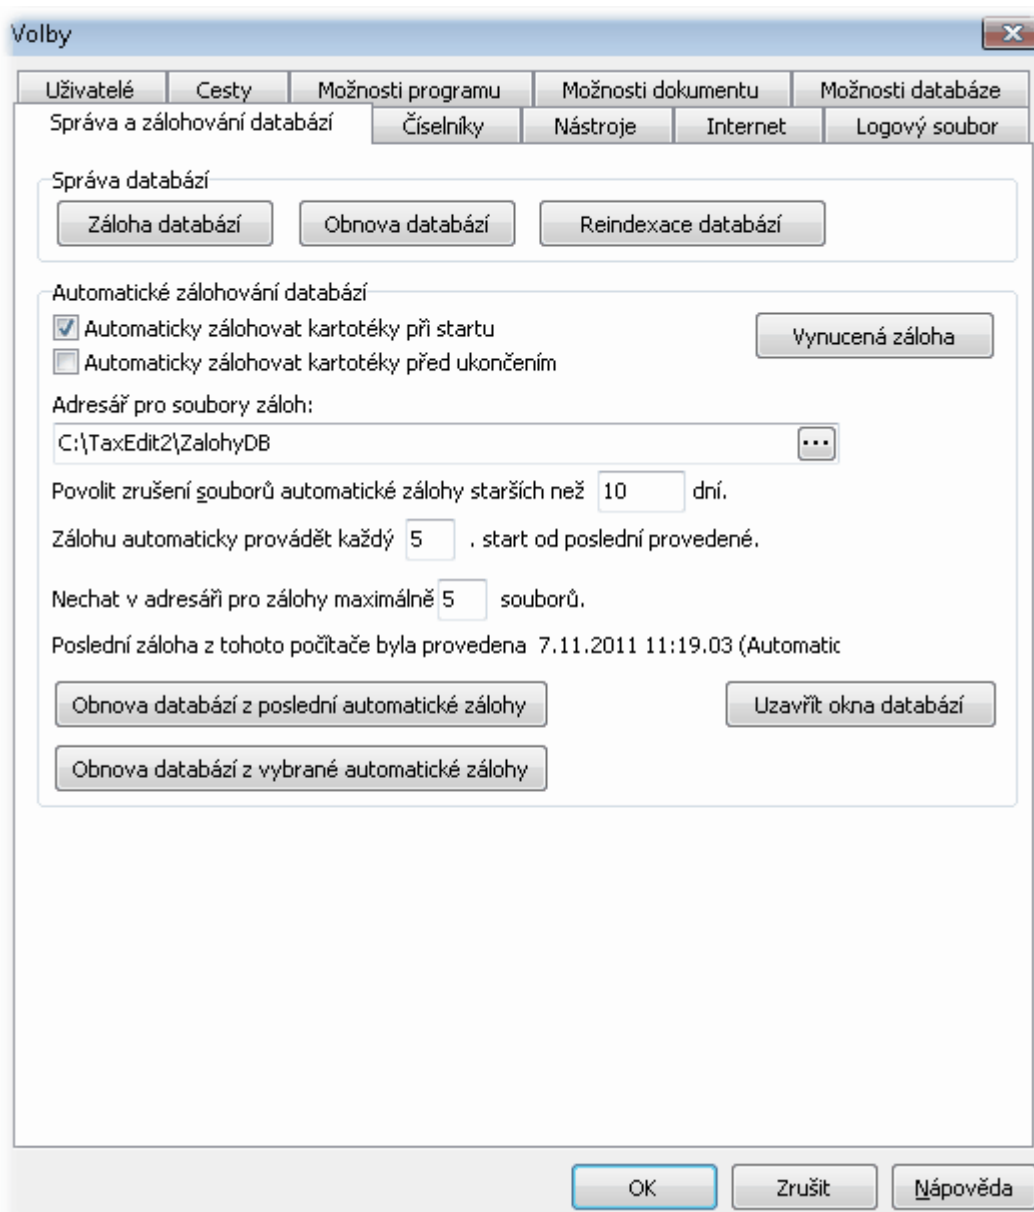 Volby
Uživatelé Cesty Možnosti programu Možnosti dokumentu Možnosti databáze
Správa a zálohování databází Číselníky Nástroje Internet Logový soubor
Správa databází
Záloha databází Obnova databází Reindexace databází
Automatické zálohování databází
Automaticky zálohovat kartotéky při startu
Vynucená záloha
Automaticky zálohovat kartotéky před ukončením
Adresář pro soubory záloh:
C:\TaxEdit2\ZalohyDB ...
Povolit zrušení souborů automatické zálohy starších než 10 dní.
Zálohu automaticky provádět každý 5 . start od poslední provedené.
Nechat v adresáři pro zálohy maximálně 5 souborů.
Poslední záloha z tohoto počítače byla provedena 7.11.2011 11:19.03 (Automatic
Obnova databází z poslední automatické zálohy Uzavřít okna databází
Obnova databází z vybrané automatické zálohy
OK Zrušit Nápověda